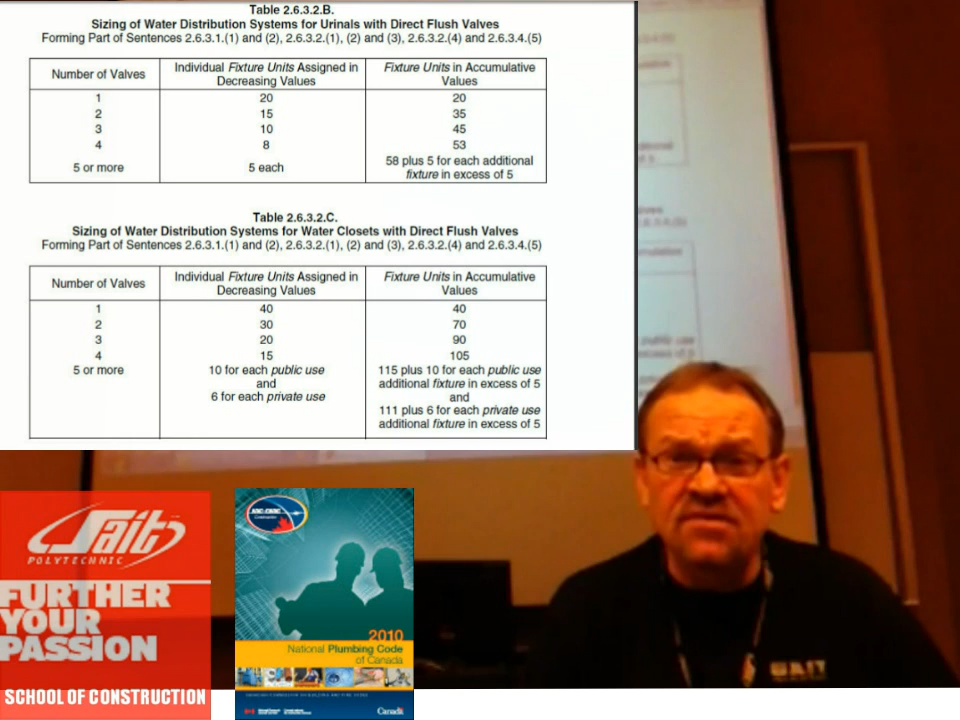 Table 2.6.3.2.B.
Sizing of Water Distribution Systems for Urinals with Direct Flush Valves
Forming Part of Sentences 2.6.3.1.(1) and (2), 2.6.3.2.(1), (2) and (3), 2.6.3.2.(4) and 2.6.3.4.(5)
Number of Valves
Individual Fixture Units Assigned in
Decreasing Values
Fixture Units in Accumulative
Values
1 20 20
2 15 35
3 10 45
4 8 53
5 or more 5 each 58 plus 5 for each additional
fixture in excess of 5
Table 2.6.3.2.C.
Sizing of Water Distribution Systems for Water Closets with Direct Flush Valves
Forming Part of Sentences 2.6.3.1.(1) and (2), 2.6.3.2.(1), (2) and (3), 2.6.3.2.(4) and 2.6.3.4.(5)
Number of Valves
Individual Fixture Units Assigned in
Decreasing Values
Fixture Units in Accumulative
Values
1 40 40
2 30 70
3 20 90
4 15 105
5 or more 10 for each public use 115 plus 10 for each public use
and additional fixture in excess of 5
6 for each private use and
111 plus 6 for each private use
additional fixture in excess of 5
Sait
POLYTECHNIC
FURTHER
YOUR
PASSION
SCHOOL OF CONSTRUCTION
2010
National Plumbing Code
of Canada
Canada